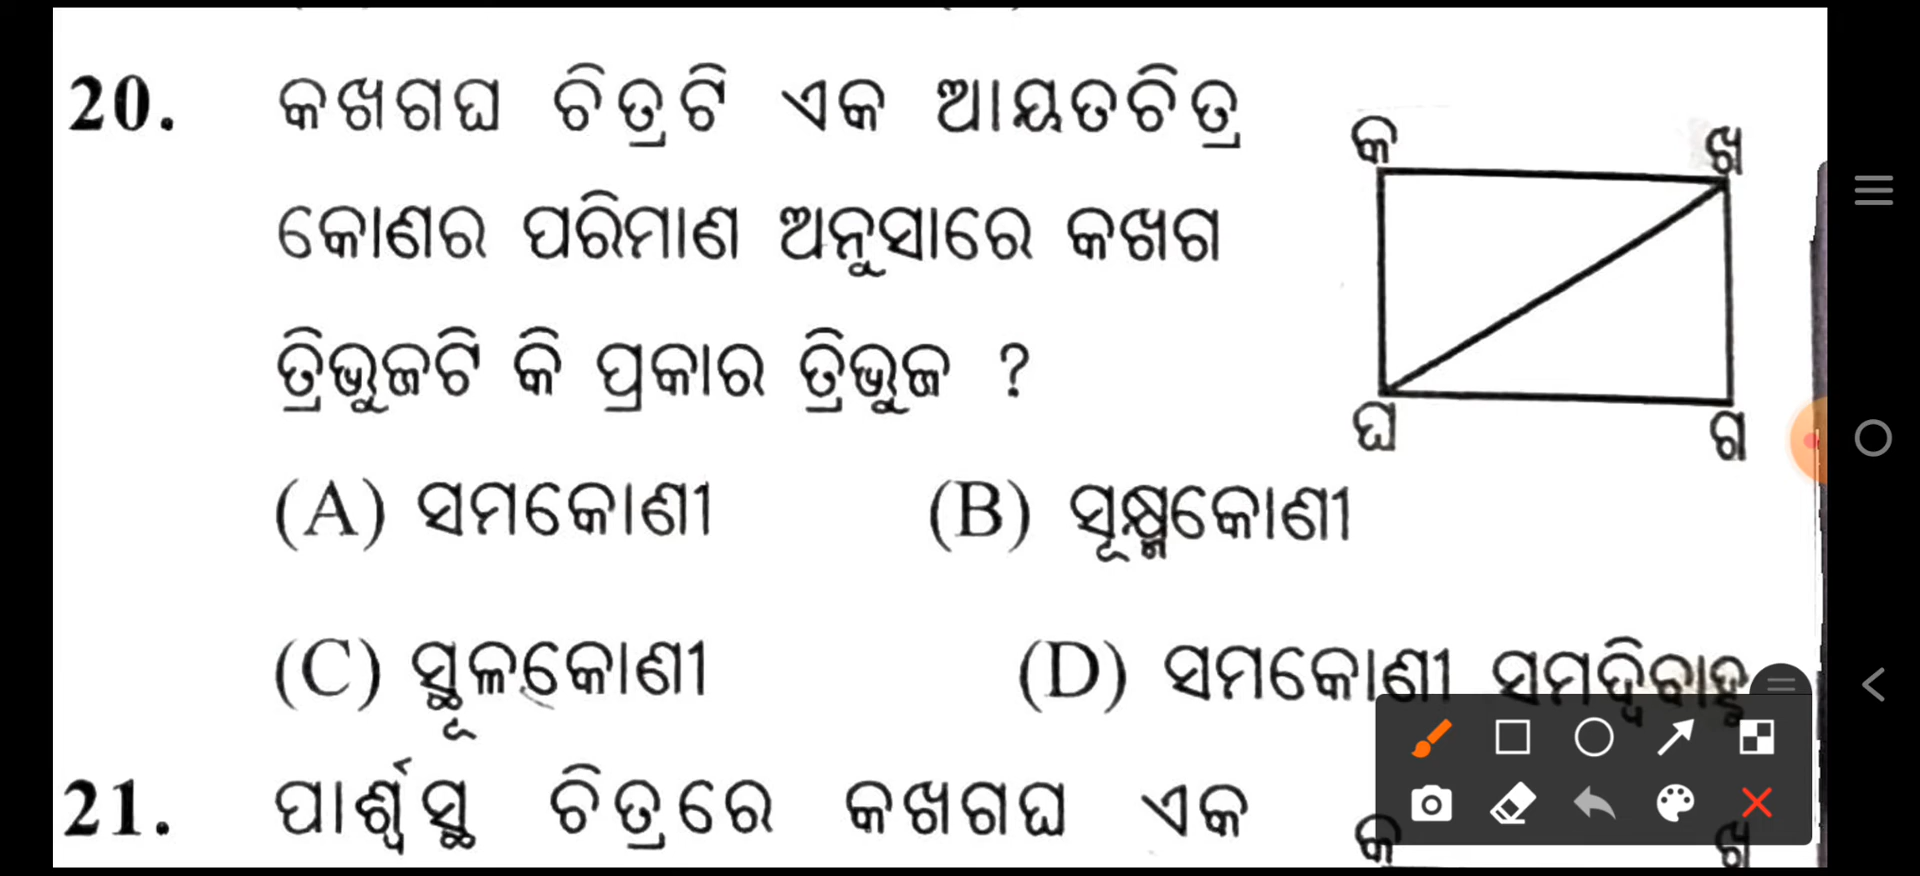 20. କଖଗଘ ଚିତ୍ରଟି ଏକ ଆୟତଚିତ୍ର
କୋଣର ପରିମାଣ ଅନୁସାରେ କଖଗ
ତ୍ରିଭୁଜଟି କି ପ୍ରକାର ତ୍ରିଭୁଜ ?
କ ଖ
ଘ ଗ
(A) ସମକୋଣୀ (B) ସୂକ୍ଷ୍ମକୋଣୀ
(C) ସ୍ଥୂଳକୋଣୀ (D) ସମକୋଣୀ ସମଦ୍ବିବାହୁ
21. ପାର୍ଶ୍ୱସ୍ଥ ଚିତ୍ରରେ କଖଗଘ ଏକ
କ ଖ